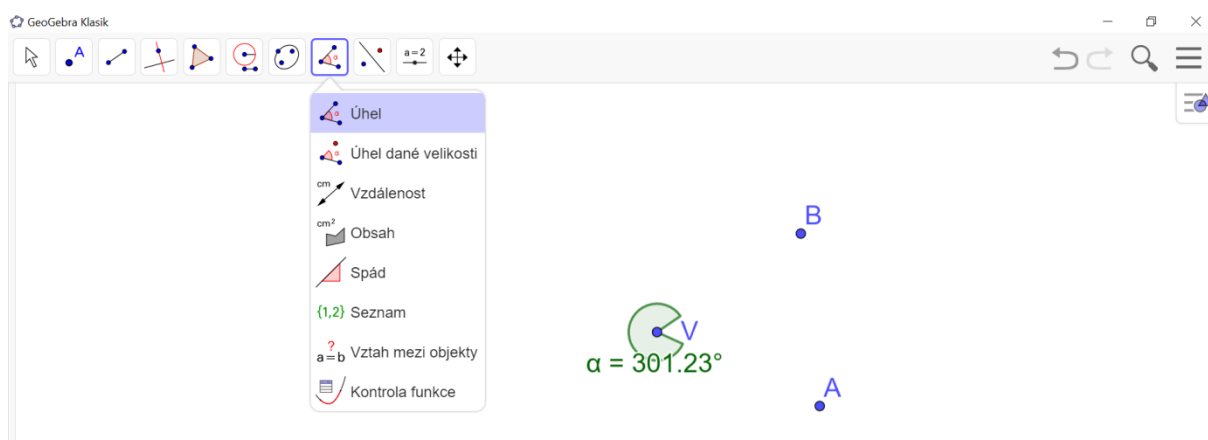 GeoGebra Klasik
A
a=2
Úhel
Úhel dané velikosti
cm Vzdálenost
cm² Obsah
Spád
{1,2} Seznam
a?=b Vztah mezi objekty
Kontrola funkce
B
V
α = 301.23°
A